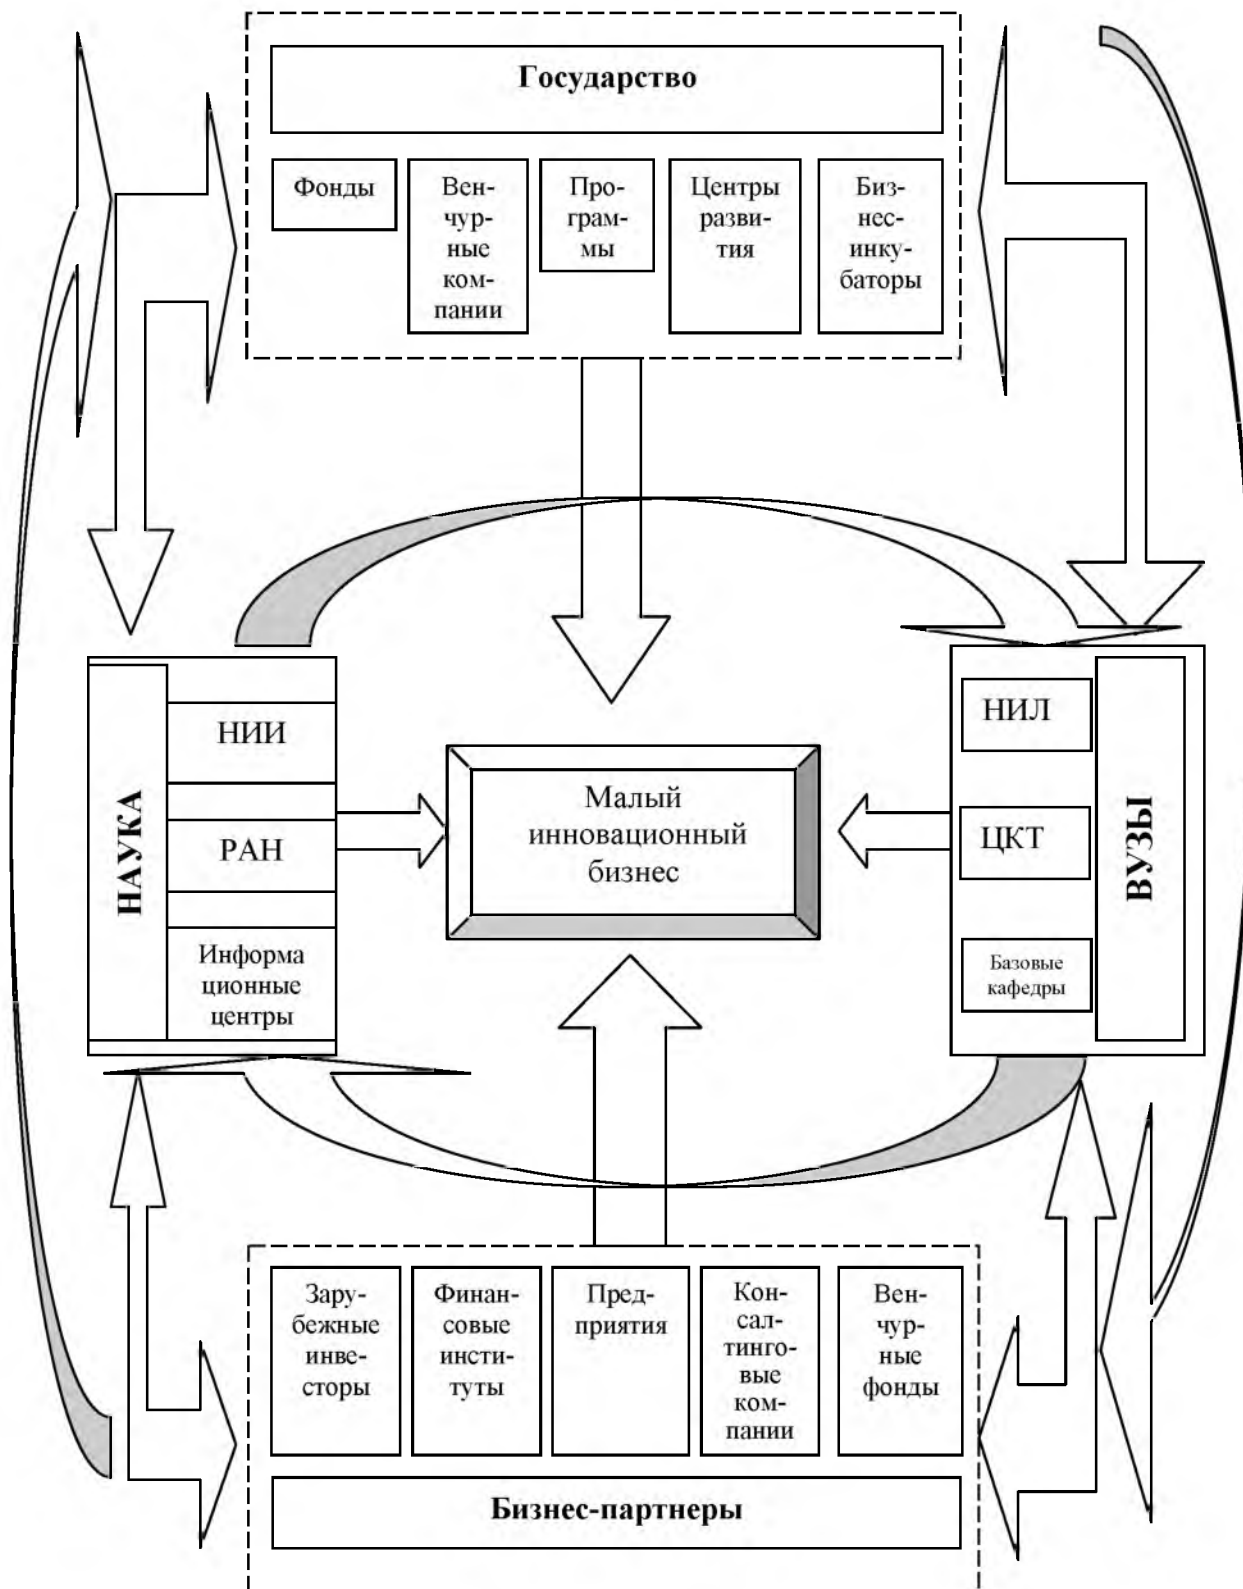 Государство
Фонды
Вен-
чур-
ные
ком-
пании
Про-
грам-
мы
Центры
разви-
тия
Биз-
нес-
инку-
баторы
НАУКА
НИИ
РАН
Информа
ционные
центры
Малый
инновационный
бизнес
НИЛ
ЦКТ
Базовые
кафедры
ВУЗЫ
Зару-
бежные
инве-
сторы
Финан-
совые
инсти-
туты
Пред-
приятия
Кон-
сал-
тинго-
вые
ком-
пании
Вен-
чур-
ные
фонды
Бизнес-партнеры